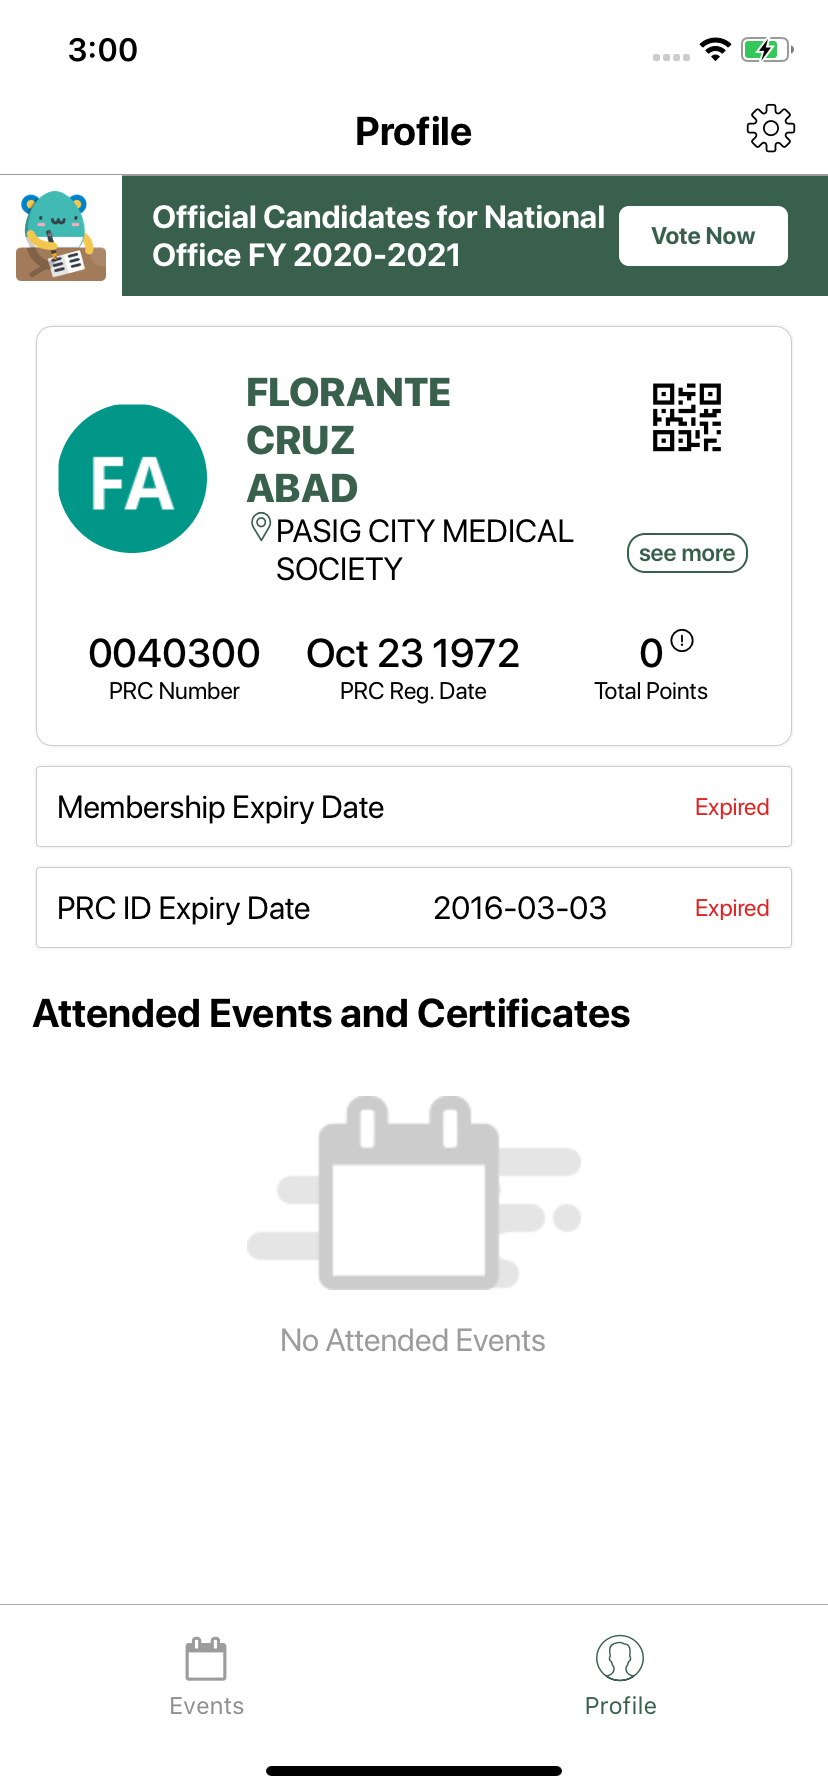 3:00
Profile
Official Candidates for National
Office FY 2020-2021
Vote Now
FLORANTE
CRUZ
ABAD
FA
PASIG CITY MEDICAL
SOCIETY
see more
0040300
PRC Number
Oct 23 1972
PRC Reg. Date
0
Total Points
Membership Expiry Date
Expired
PRC ID Expiry Date
2016-03-03
Expired
Attended Events and Certificates
No Attended Events
Events
Profile